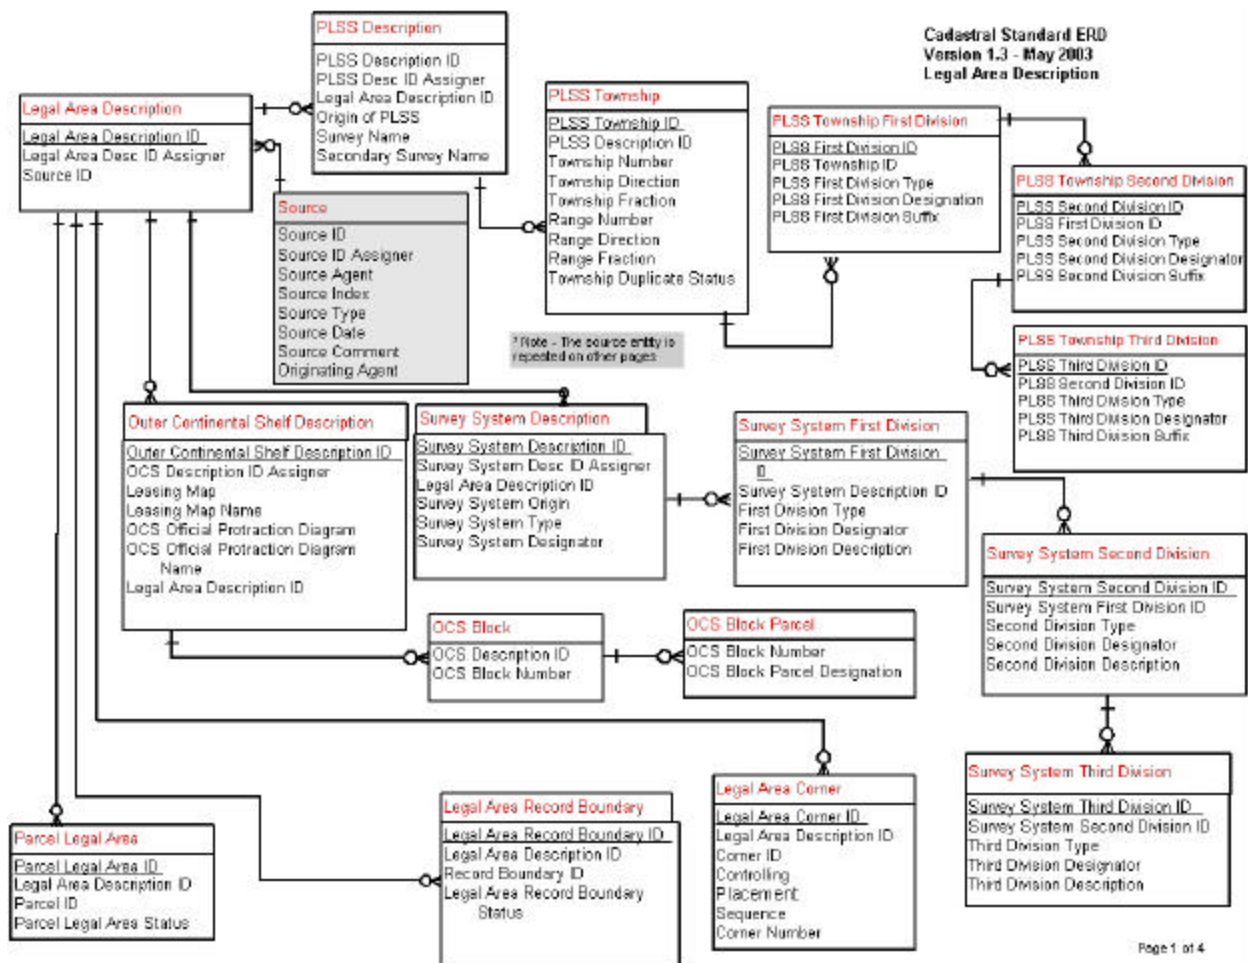 Cadastral Standard ERD
Version 1.3 - May 2003
Legal Area Description
PLSS Description
PLSS Description ID
PLSS Desc ID Assigner
Legal Area Description ID
Origin of PLSS
Survey Name
Secondary Survey Name
Legal Area Description
Legal Area Description ID
Legal Area Desc ID Assigner
Source ID
PLSS Township
PLSS Township ID
PLSS Description ID
Township Number
Township Direction
Township Fraction
Range Number
Range Direction
Range Fraction
Township Duplicate Status
PLSS Township First Division
PLSS First Division ID
PLSS Township ID
PLSS First Division Type
PLSS First Division Designation
PLSS First Division Suffix
PLSS Township Second Division
PLSS Second Division ID
PLSS First Division ID
PLSS Second Division Type
PLSS Second Division Designator
PLSS Second Division Suffix
Source
Source ID
Source ID Assigner
Source Agent
Source Index
Source Type
Source Date
Source Comment
Originating Agent
* Note - The source entity is
repeated on other pages
PLSS Township Third Division
PLSS Third Division ID
PLSS Second Division ID
PLSS Third Division Type
PLSS Third Division Designator
PLSS Third Division Suffix
Outer Continental Shelf Description
Outer Continental Shelf Description ID
OCS Description ID Assigner
Leasing Map
Leasing Map Name
OCS Official Protraction Diagram
OCS Official Protraction Diagram
Name
Legal Area Description ID
Survey System Description
Survey System Description ID
Survey System Desc ID Assigner
Legal Area Description ID
Survey System Origin
Survey System Type
Survey System Designator
Survey System First Division
Survey System First Division
ID
Survey System Description ID
First Division Type
First Division Designator
First Division Description
Survey System Second Division
Survey System Second Division ID
Survey System First Division ID
Second Division Type
Second Division Designator
Second Division Description
OCS Block
OCS Description ID
OCS Block Number
OCS Block Parcel
OCS Block Number
OCS Block Parcel Designation
Survey System Third Division
Survey System Third Division ID
Survey System Second Division ID
Third Division Type
Third Division Designator
Third Division Description
Legal Area Corner
Legal Area Corner ID
Legal Area Description ID
Corner ID
Controlling
Placement
Sequence
Corner Number
Legal Area Record Boundary
Legal Area Record Boundary ID
Legal Area Description ID
Record Boundary ID
Legal Area Record Boundary
Status
Parcel Legal Area
Parcel Legal Area ID
Legal Area Description ID
Parcel ID
Parcel Legal Area Status
Page 1 of 4